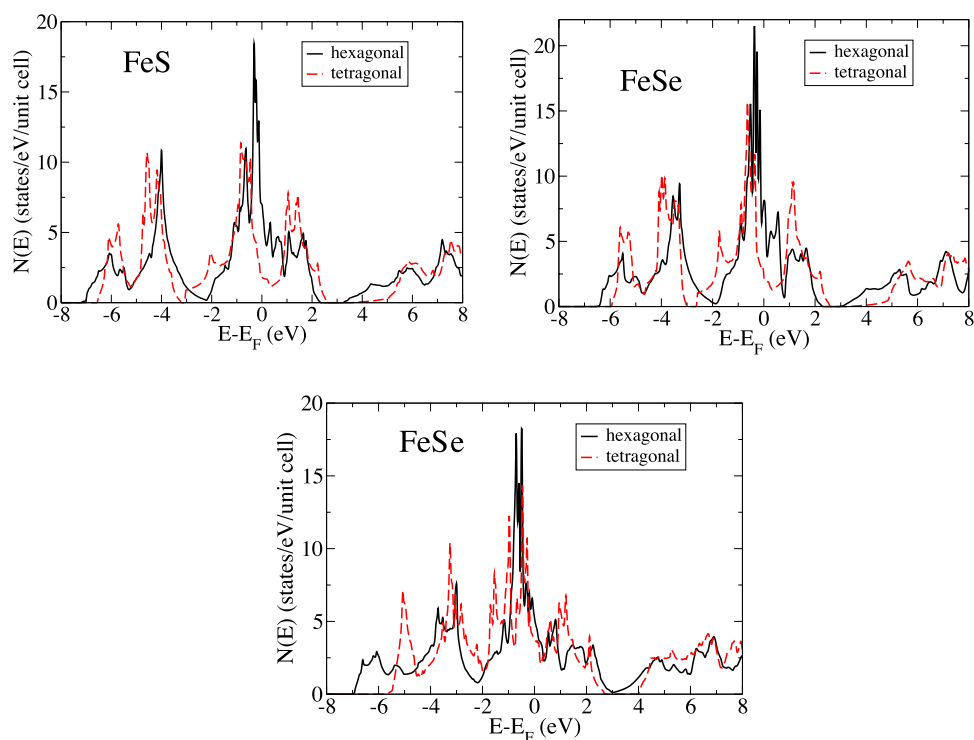 20
15
10
5
0
N(E) (states/eV/unit cell)
FeS
hexagonal
tetragonal
-8 -6 -4 -2 0 2 4 6 8
E-E_F (eV)
20
15
10
5
0
N(E) (states/eV/unit cell)
FeSe
hexagonal
tetragonal
-8 -6 -4 -2 0 2 4 6 8
E-E_F (eV)
20
15
10
5
0
N(E) (states/eV/unit cell)
FeSe
hexagonal
tetragonal
-8 -6 -4 -2 0 2 4 6 8
E-E_F (eV)